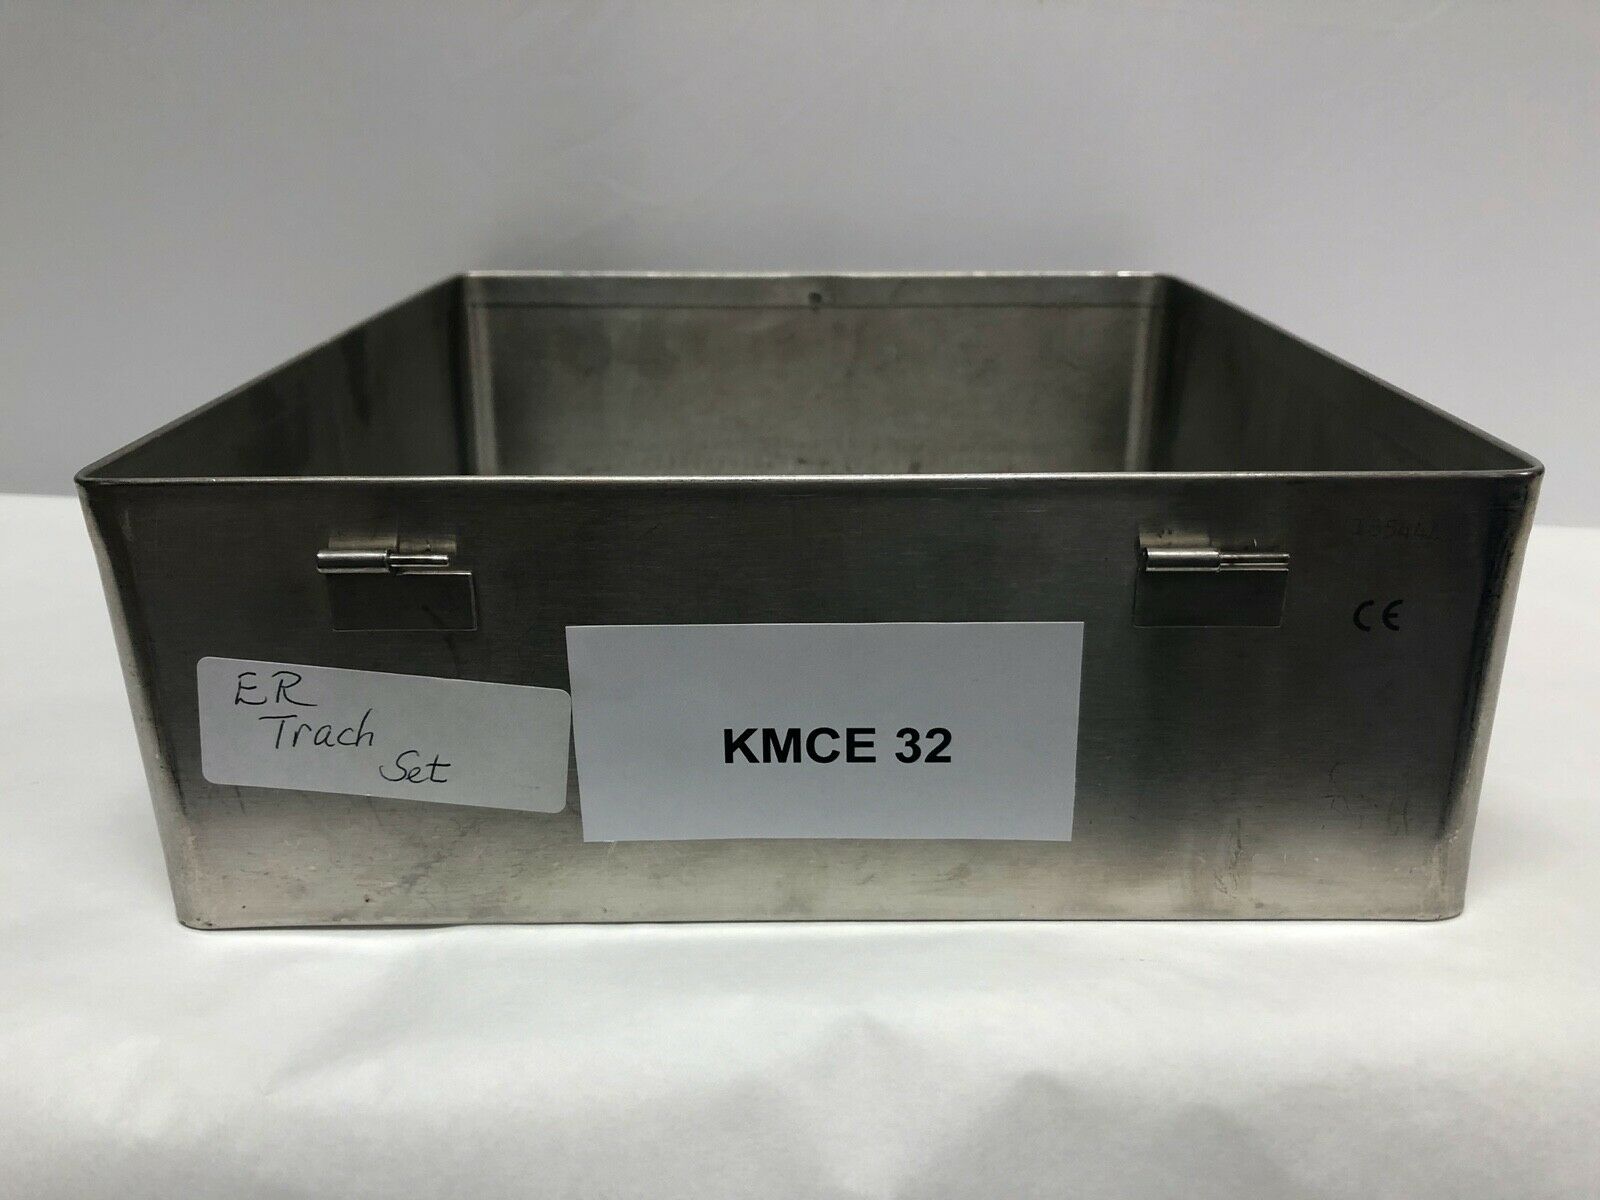 CE
ER
Trach
Set
KMCE 32